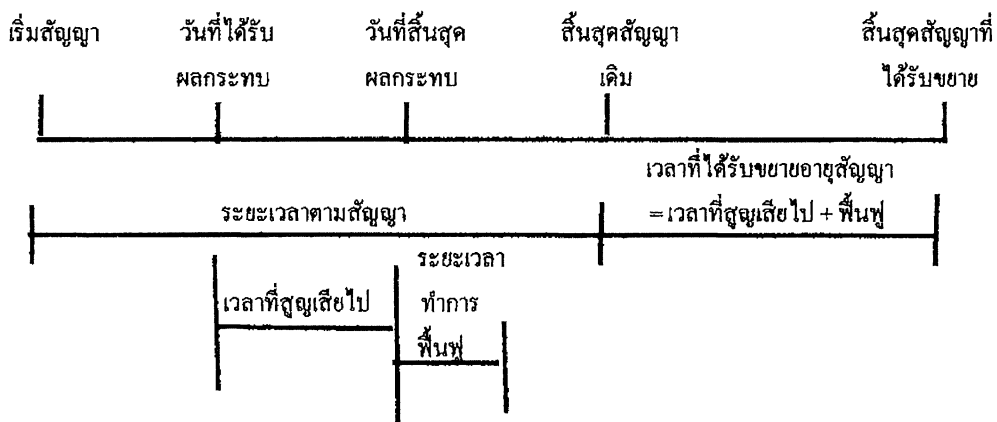 เริ่มสัญญา วันที่ได้รับ วันที่สิ้นสุด สิ้นสุดสัญญา สิ้นสุดสัญญาที่
ผลกระทบ ผลกระทบ เดิม ได้รับขยาย
เวลาที่ได้รับขยายอายุสัญญา
ระยะเวลาตามสัญญา =เวลาที่สูญเสียไป + ฟื้นฟู
ระยะเวลา
เวลาที่สูญเสียไป ทำการ
ฟื้นฟู